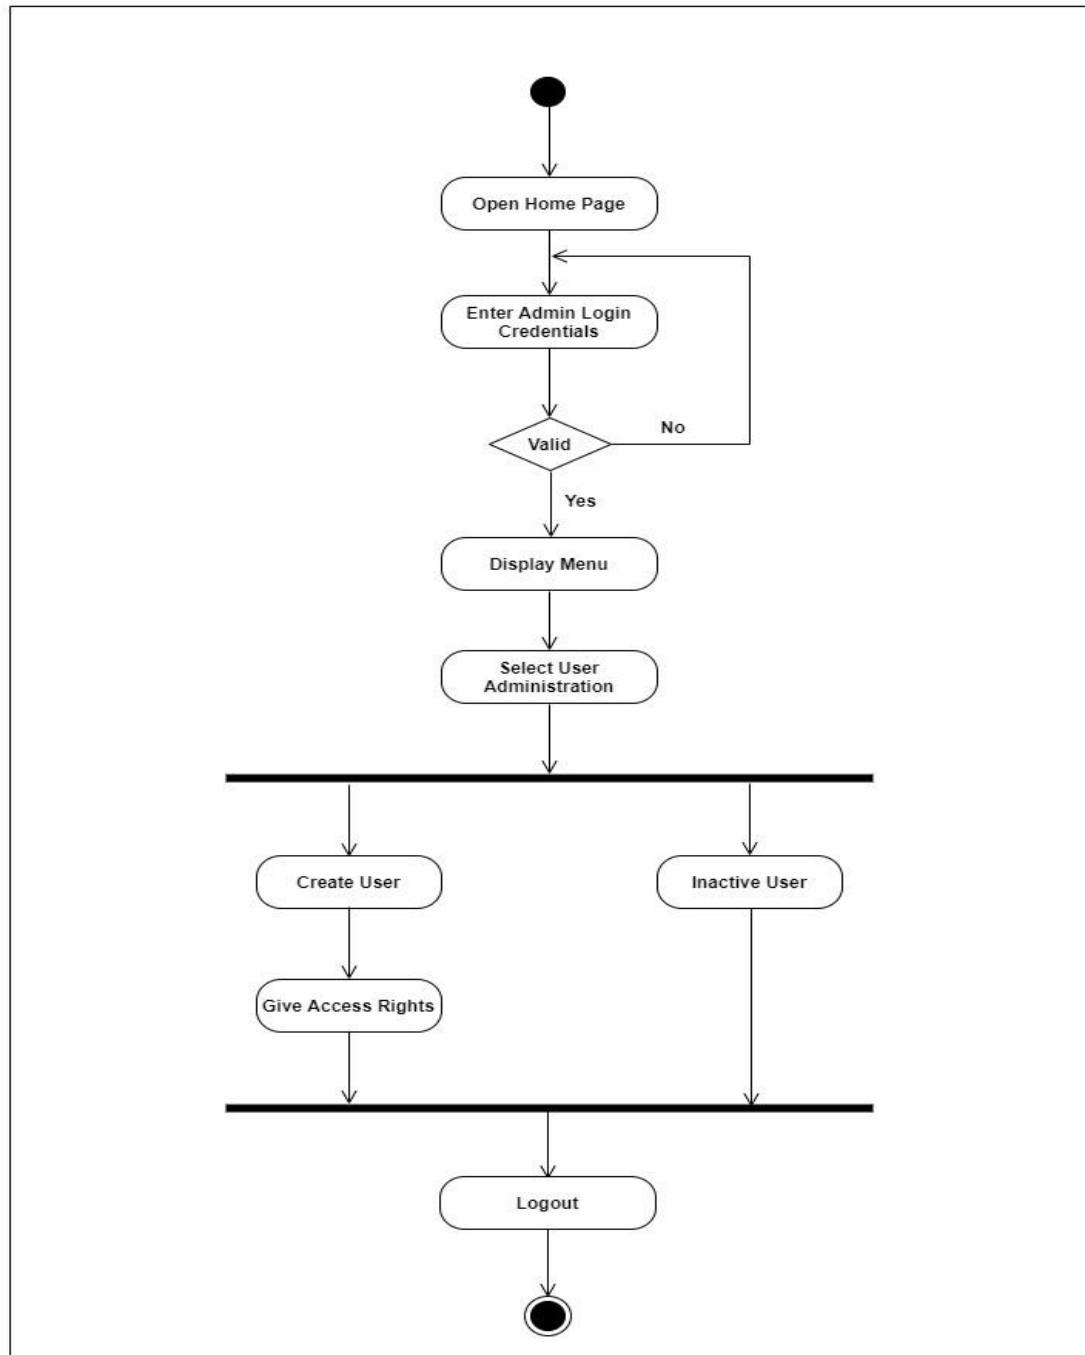 Open Home Page
Enter Admin Login
Credentials
Valid
No
Yes
Display Menu
Select User
Administration
Create User
Inactive User
Give Access Rights
Logout